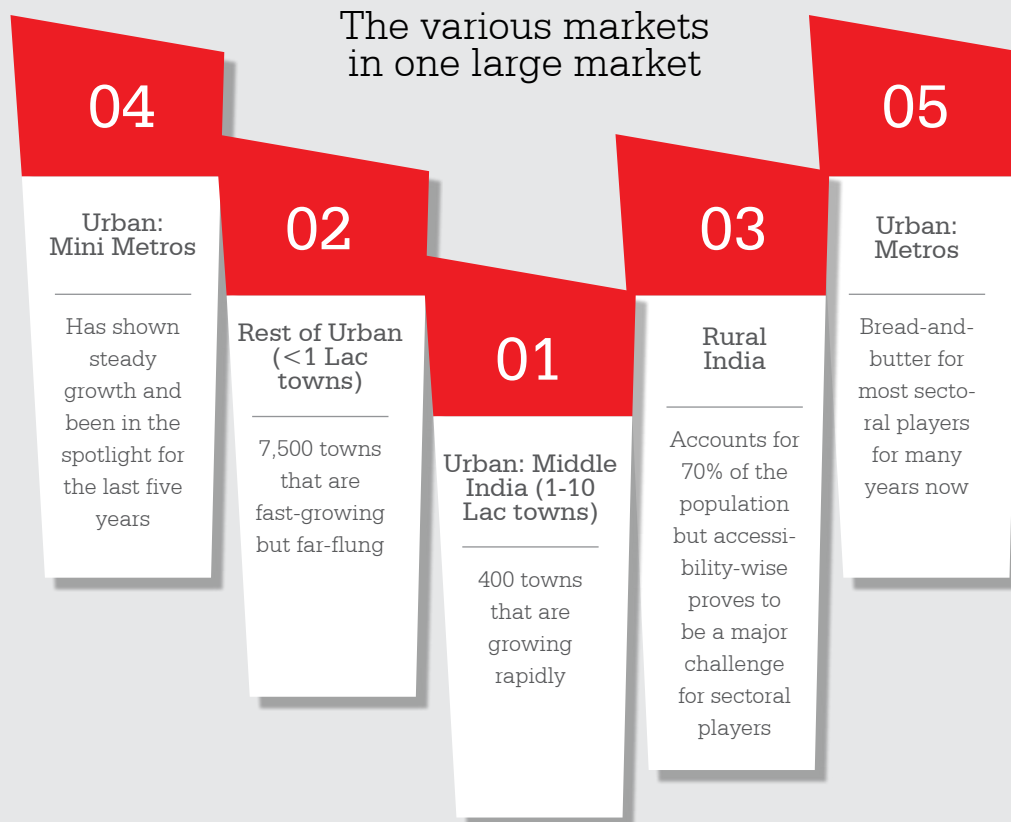 The various markets
in one large market
04
Urban:
Mini Metros
Has shown
steady
growth and
been in the
spotlight for
the last five
years
02
Rest of Urban
(<1 Lac
towns)
7,500 towns
that are
fast-growing
but far-flung
01
Urban: Middle
India (1-10
Lac towns)
400 towns
that are
growing
rapidly
03
Rural
India
Accounts for
70% of the
population
but accessi-
bility-wise
proves to
be a major
challenge
for sectoral
players
05
Urban:
Metros
Bread-and-
butter for
most secto-
ral players
for many
years now